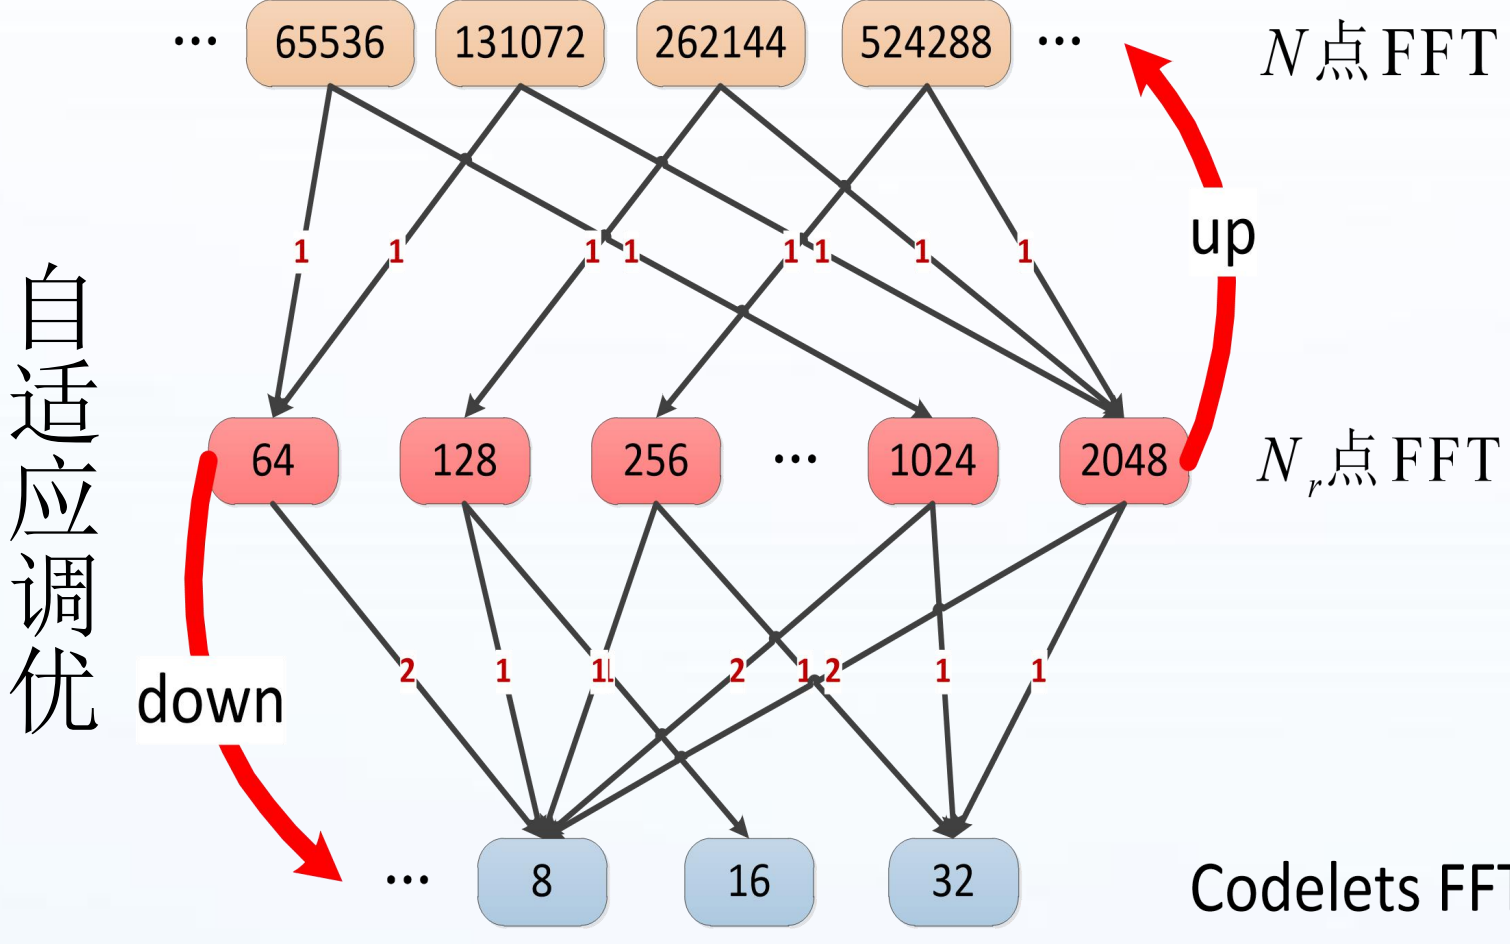 … 65536 131072 262144 524288 … N点FFT
1 1 1 1 1 1 1 1
up
自适应调优
64 128 256 … 1024 2048 Nr点FFT
2 1 1 1 2 1 2 1 1
down
… 8 16 32 Codelets FFT